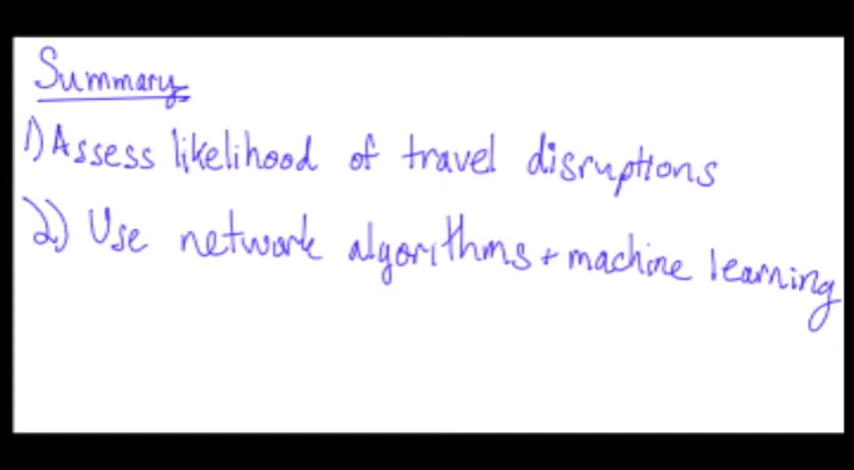 Summary
1) Assess likelihood of travel disruptions
2) Use network algorithms + machine learning